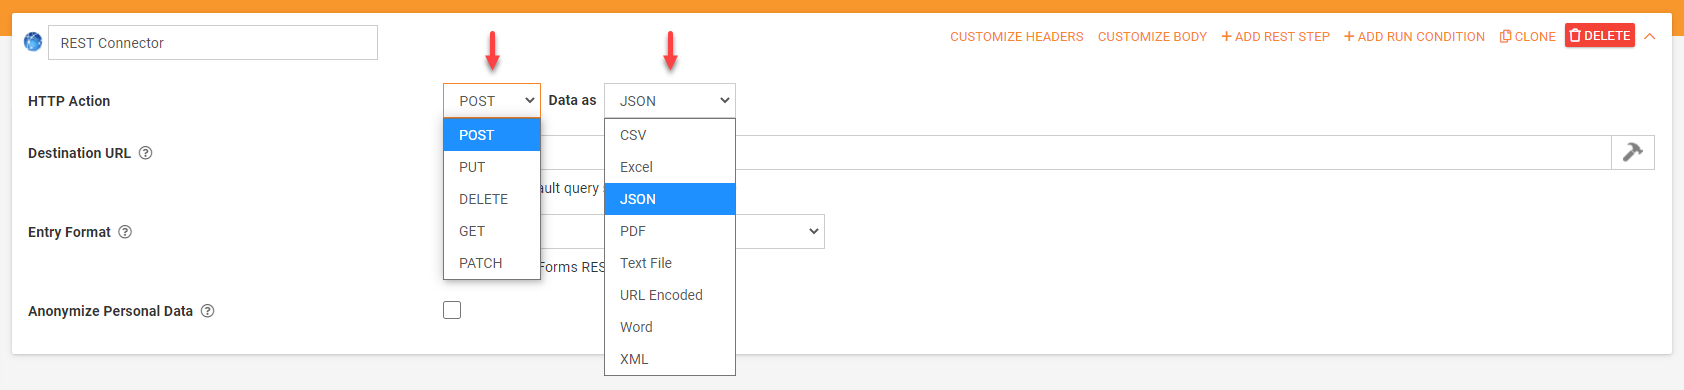 REST Connector
CUSTOMIZE HEADERS CUSTOMIZE BODY + ADD REST STEP + ADD RUN CONDITION CLONE DELETE
HTTP Action POST Data as JSON
POST CSV
Destination URL ?
PUT Excel
ault query
DELETE JSON
Entry Format ?
GET PDF
PATCH Forms RES Text File
URL Encoded
Anonymize Personal Data ?
Word
XML